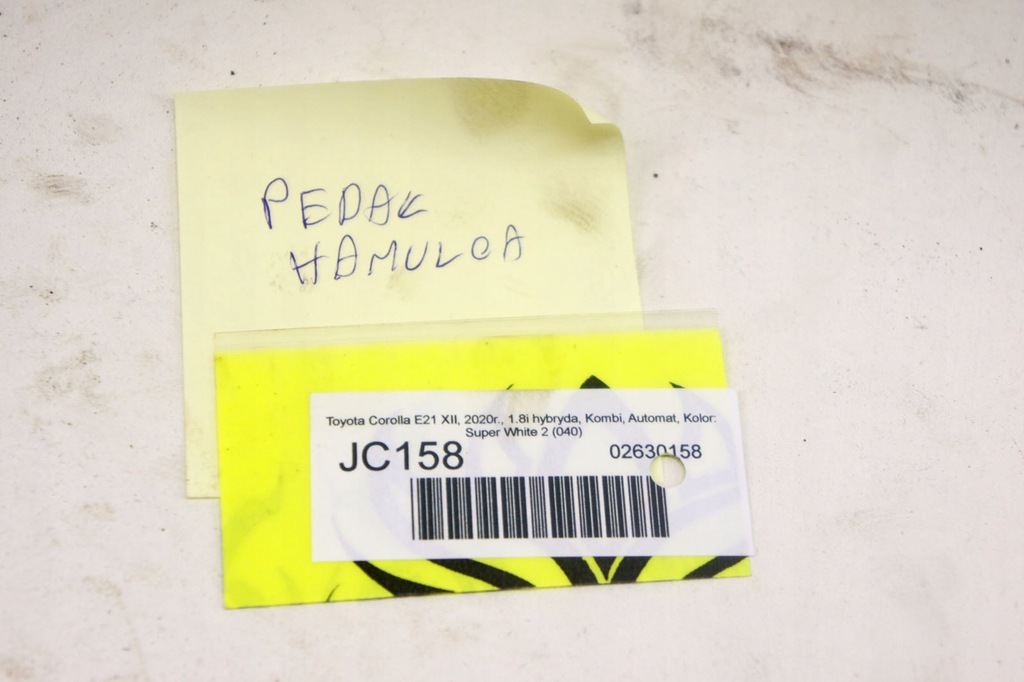 PEDAŁ
HAMULCA
Toyota Corolla E21 XII, 2020r., 1.8i hybryda, Kombi, Automat, Kolor:
Super White 2 (040)
JC158
02630158